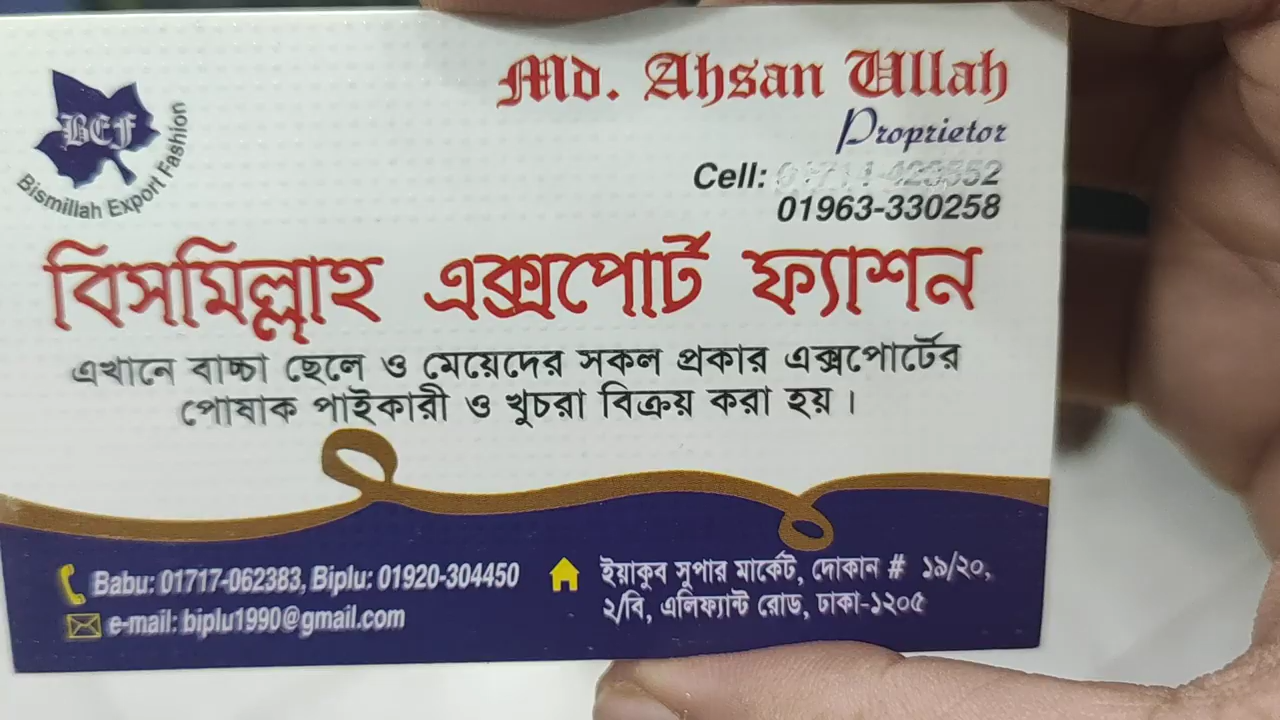 BEF
Bismillah Export Fashion
Md. Ahsan Ullah
Proprietor
Cell:
01963-330258
বিসমিল্লাহ এক্সপোর্ট ফ্যাশন
এখানে বাচ্চা ছেলে ও মেয়েদের সকল প্রকার এক্সপোর্টের
পোষাক পাইকারী ও খুচরা বিক্রয় করা হয়।
Babu: 01717-062383, Biplu: 01920-304450
e-mail: biplu1990@gmail.com
ইয়াকুব সুপার মার্কেট, দোকান # ১৯/২০,
২/বি, এলিফ্যান্ট রোড, ঢাকা-১২০৫